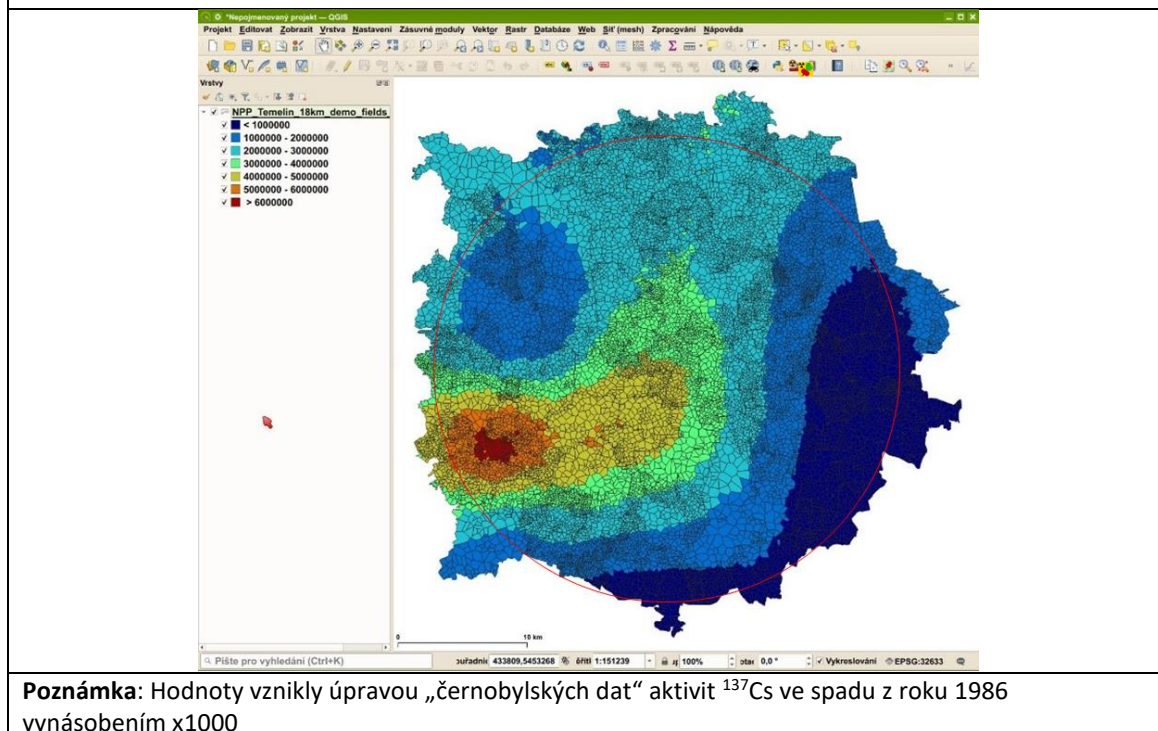 *Nepojmenovaný projekt — QGIS
Projekt Editovat Zobrazit Vrstva Nastavení Zásuvné moduly Vektor Rastr Databáze Web Síť (mesh) Zpracování Nápověda
Vrstvy
NPP_Temelin_18km_demo_fields_
< 1000000
1000000 - 2000000
2000000 - 3000000
3000000 - 4000000
4000000 - 5000000
5000000 - 6000000
> 6000000
0 10 km
Pište pro vyhledání (Ctrl+K) 433809,5453268 1:151239 100% 0,0 ° Vykreslování EPSG:32633
Poznámka: Hodnoty vznikly úpravou „černobylských dat“ aktivit ¹³⁷Cs ve spadu z roku 1986
vynásobením x1000